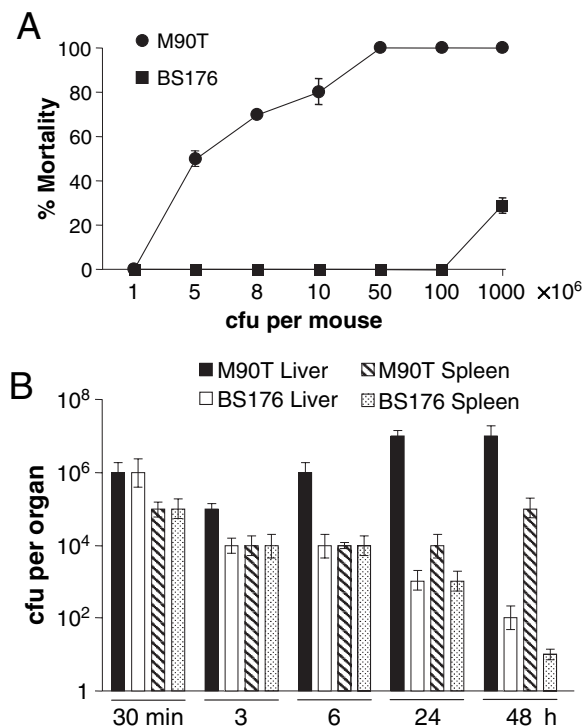 A
M90T
BS176
% Mortality
100
80
60
40
20
0
1 5 8 10 50 100 1000 ×10⁶
cfu per mouse
B
M90T Liver M90T Spleen
BS176 Liver BS176 Spleen
cfu per organ
10⁸
10⁶
10⁴
10²
1
30 min 3 6 24 48 h